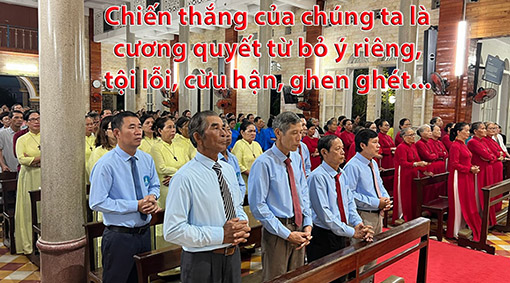 Chiến thắng của chúng ta là
cương quyết từ bỏ ý riêng,
tội lỗi, cừu hận, ghen ghét...